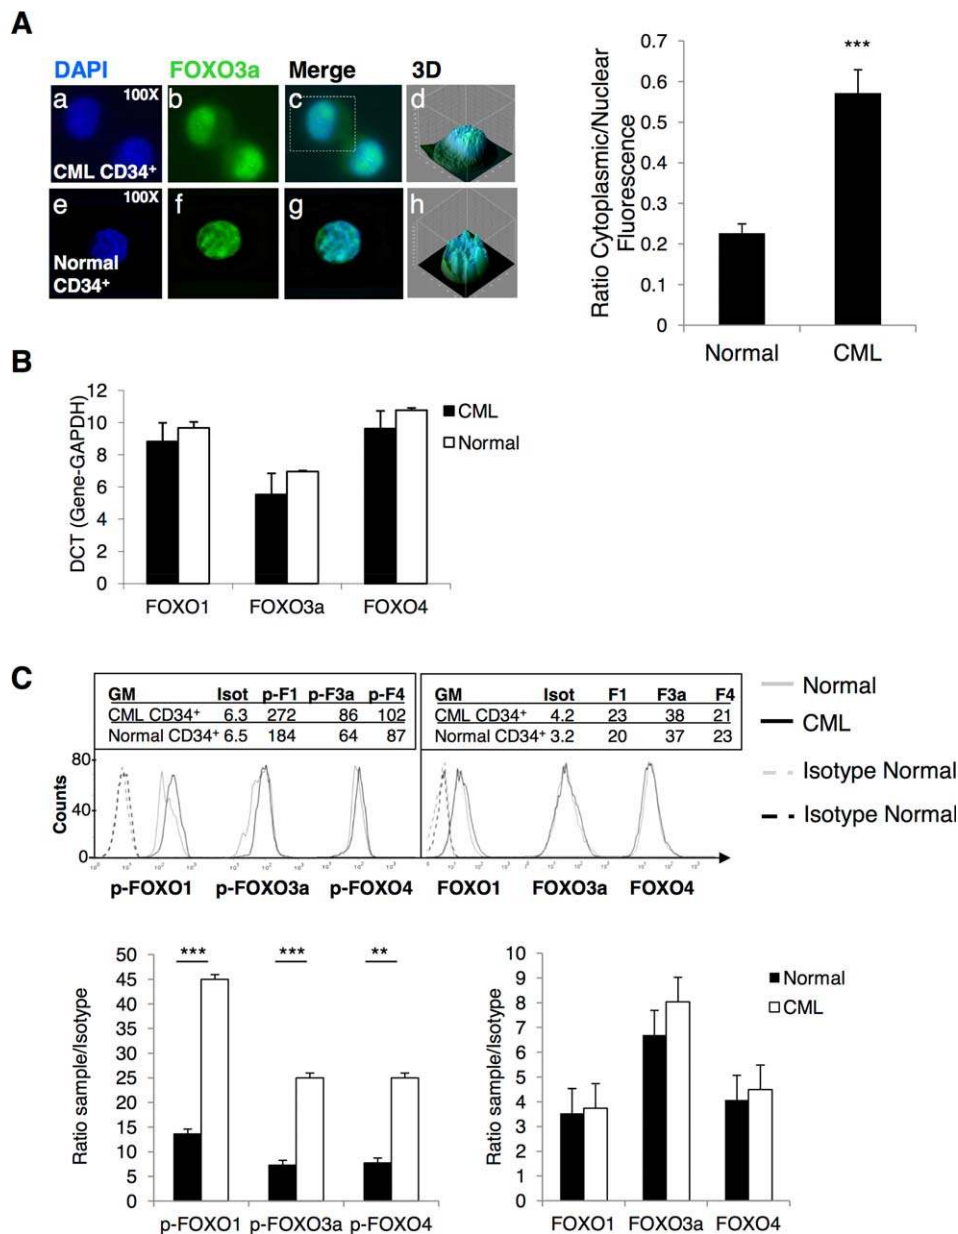 A
DAPI FOXO3a Merge 3D
a 100X b c d
CML CD34+
e 100X f g h
Normal
CD34+
Ratio Cytoplasmic/Nuclear
Fluorescence
0.7
0.6
0.5
0.4
0.3
0.2
0.1
0
***
Normal CML
B
DCT (Gene-GAPDH)
12
10
8
6
4
2
0
CML
Normal
FOXO1 FOXO3a FOXO4
C
GM Isot p-F1 p-F3a p-F4
CML CD34+ 6.3 272 86 102
Normal CD34+ 6.5 184 64 87
GM Isot F1 F3a F4
CML CD34+ 4.2 23 38 21
Normal CD34+ 3.2 20 37 23
Normal
CML
Isotype Normal
Isotype Normal
Counts
80
40
0
p-FOXO1 p-FOXO3a p-FOXO4 FOXO1 FOXO3a FOXO4
Ratio sample/Isotype
50
45
40
35
30
25
20
15
10
5
0
*** *** **
p-FOXO1 p-FOXO3a p-FOXO4
Ratio sample/Isotype
10
9
8
7
6
5
4
3
2
1
0
Normal
CML
FOXO1 FOXO3a FOXO4